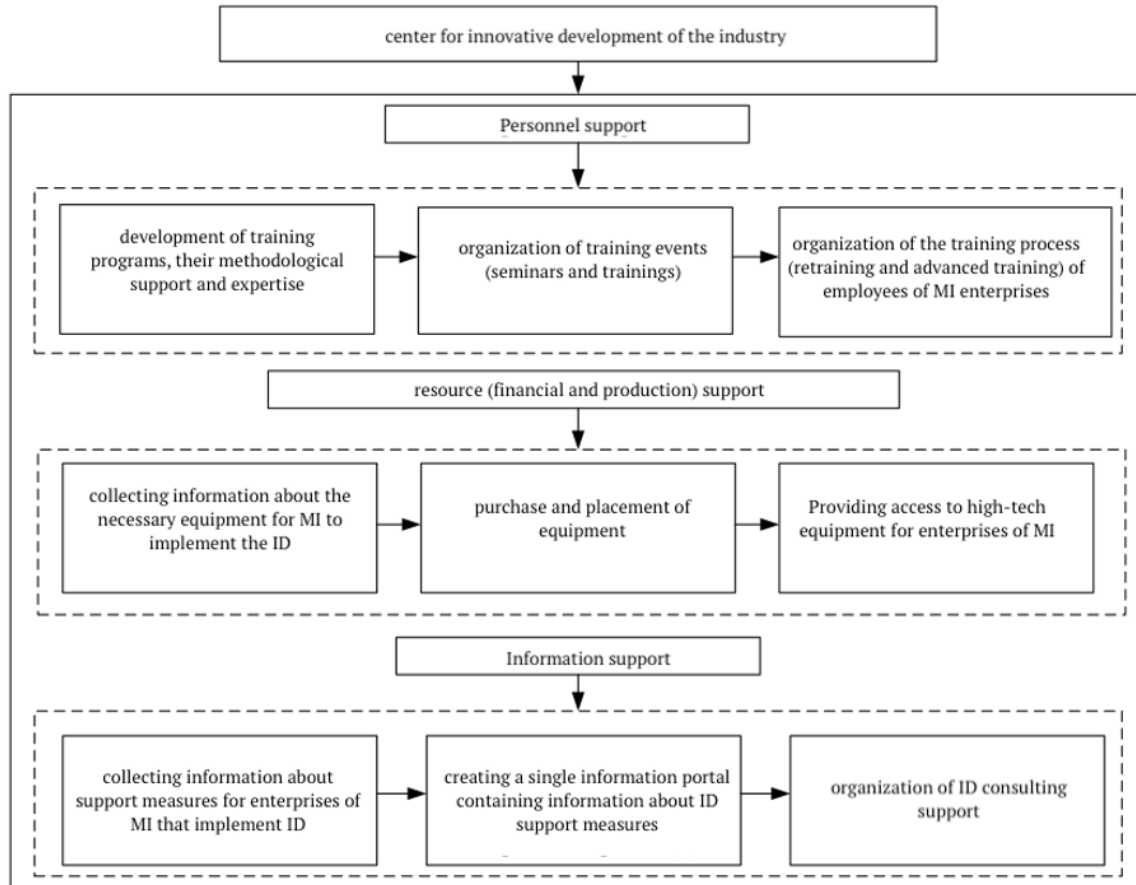 center for innovative development of the industry
Personnel support
development of training
programs, their methodological
support and expertise
organization of training events
(seminars and trainings)
organization of the training process
(retraining and advanced training) of
employees of MI enterprises
resource (financial and production) support
collecting information about the
necessary equipment for MI to
implement the ID
purchase and placement of
equipment
Providing access to high-tech
equipment for enterprises of MI
Information support
collecting information about
support measures for enterprises of
MI that implement ID
creating a single information portal
containing information about ID
support measures
organization of ID consulting
support